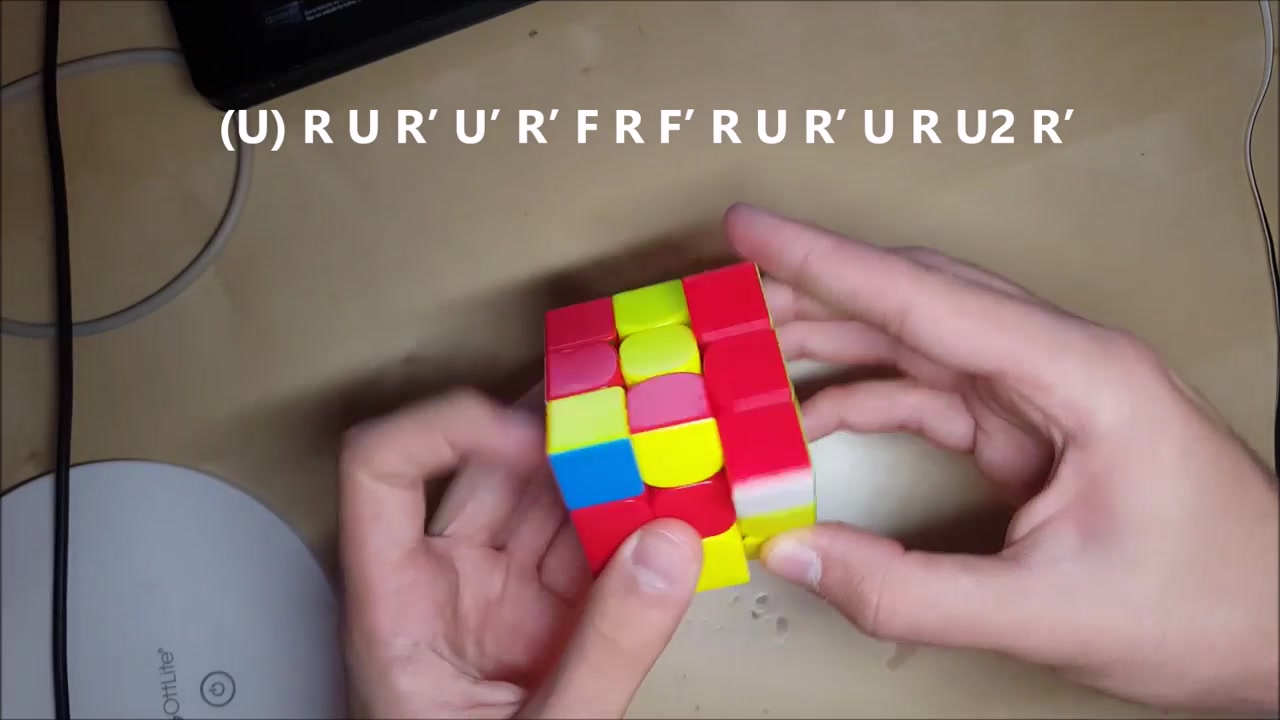 (U) R U R′ U′ R′ F R F′ R U R′ U R U2 R′
OttLite